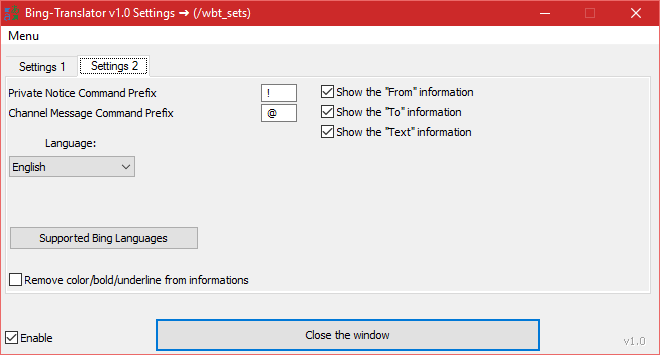 Bing-Translator v1.0 Settings ➔ (/wbt_sets)
Menu
Settings 1
Settings 2
Private Notice Command Prefix
!
Show the "From" information
Channel Message Command Prefix
@
Show the "To" information
Show the "Text" information
Language:
English
Supported Bing Languages
Remove color/bold/underline from informations
Enable
Close the window
v1.0